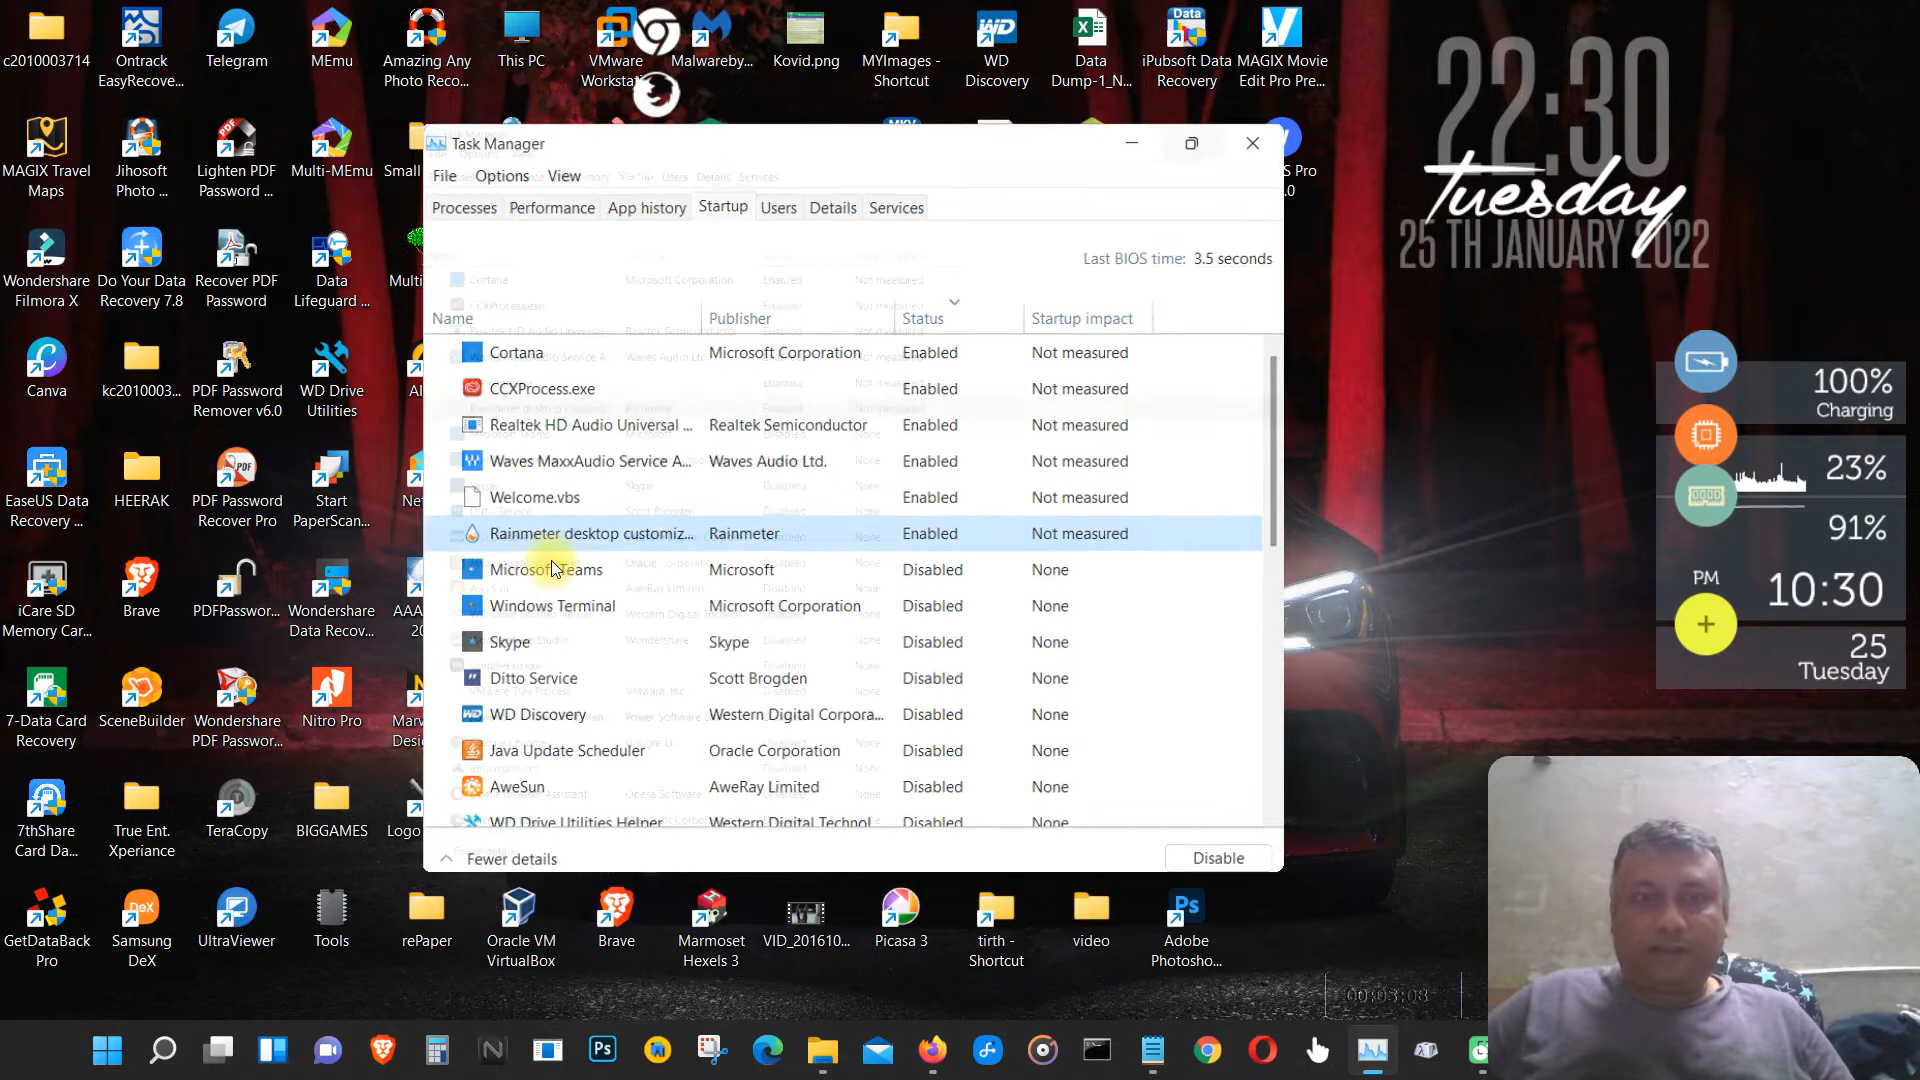 c2010003714
Ontrack
EasyRecove...
Telegram
MEmu
Amazing Any
Photo Reco...
This PC
VMware
Workstati
Malwareby...
Kovid.png
MYImages -
Shortcut
WD
Discovery
Data
Dump-1_N...
iPubsoft Data
Recovery
MAGIX Movie
Edit Pro Pre...
22:30
tuesday
25 TH JANUARY 2022
MAGIX Travel
Maps
Jihosoft
Photo ...
Lighten PDF
Password ...
Multi-MEmu
Small
S Pro
.0
Wondershare
Filmora X
Do Your Data
Recovery 7.8
Recover PDF
Password
Data
Lifeguard ...
Multi
Canva
kc2010003...
PDF Password
Remover v6.0
WD Drive
Utilities
EaseUS Data
Recovery ...
HEERAK
PDF Password
Recover Pro
Start
PaperScan...
iCare SD
Memory Car...
Brave
PDFPasswor...
Wondershare
Data Recov...
7-Data Card
Recovery
SceneBuilder
Wondershare
PDF Passwor...
Nitro Pro
7thShare
Card Da...
True Ent.
Xperiance
TeraCopy
BIGGAMES
Logo
GetDataBack
Pro
Samsung
DeX
UltraViewer
Tools
rePaper
Oracle VM
VirtualBox
Brave
Marmoset
Hexels 3
VID_201610...
Picasa 3
tirth -
Shortcut
video
Adobe
Photosho...
Task Manager
File Options View
Processes Performance App history Startup Users Details Services
Last BIOS time: 3.5 seconds
Name Publisher Status Startup impact
Cortana Microsoft Corporation Enabled Not measured
CCXProcess.exe Enabled Not measured
Realtek HD Audio Universal ... Realtek Semiconductor Enabled Not measured
Waves MaxxAudio Service A... Waves Audio Ltd. Enabled Not measured
Welcome.vbs Enabled Not measured
Rainmeter desktop customiz... Rainmeter Enabled Not measured
Microsoft Teams Microsoft Disabled None
Windows Terminal Microsoft Corporation Disabled None
Skype Skype Disabled None
Ditto Service Scott Brogden Disabled None
WD Discovery Western Digital Corpora... Disabled None
Java Update Scheduler Oracle Corporation Disabled None
AweSun AweRay Limited Disabled None
WD Drive Utilities Helper Western Digital Technol Disabled None
Fewer details Disable
100%
Charging
23%
91%
PM 10:30
25
Tuesday
00:03:08